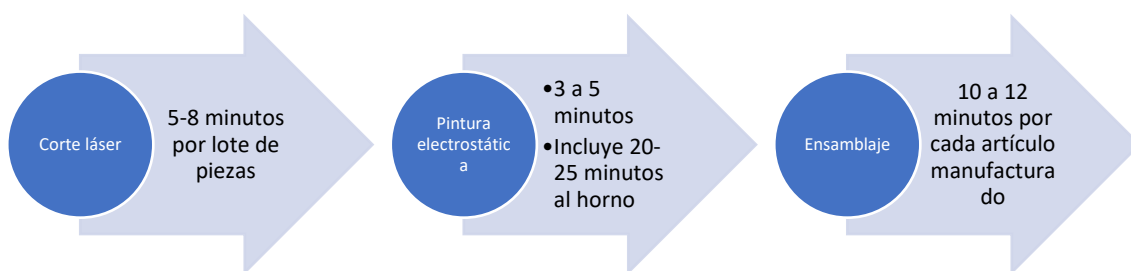 Corte láser
5-8 minutos
por lote de
piezas
Pintura
electrostátic
a
•3 a 5
minutos
•Incluye 20-
25 minutos
al horno
Ensamblaje
10 a 12
minutos por
cada artículo
manufactura
do